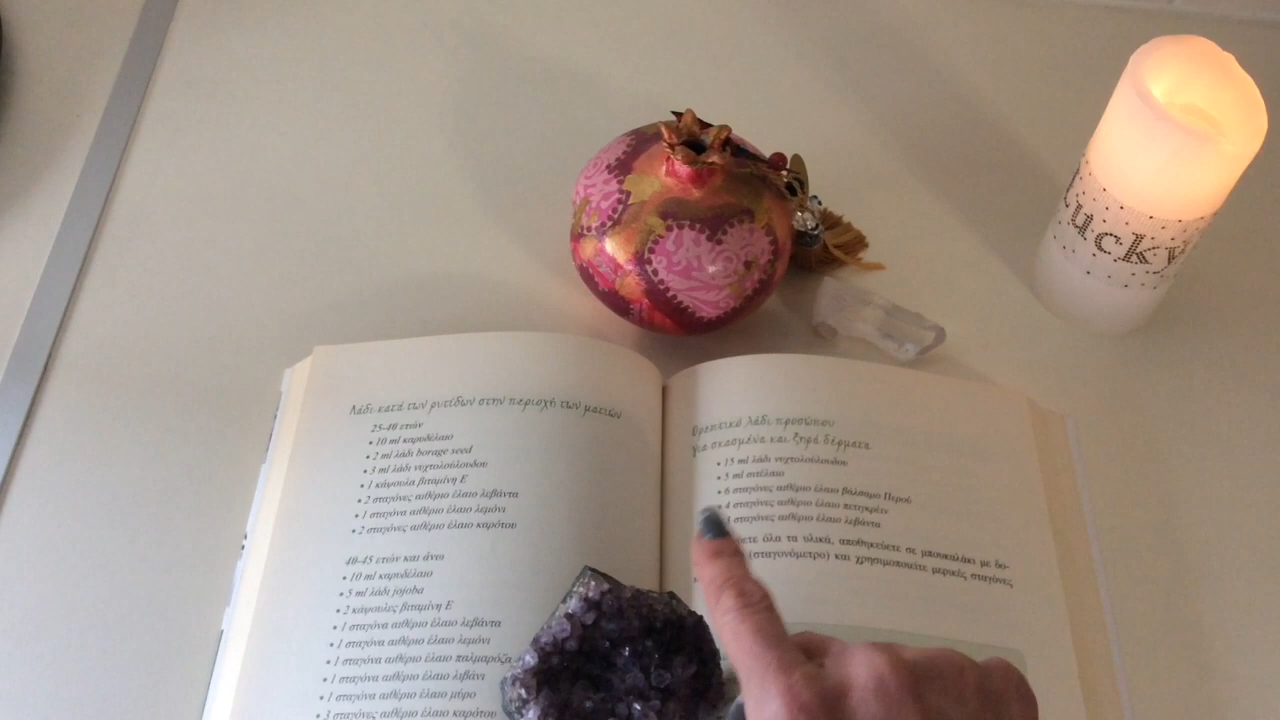 Λάδι κατά των ρυτίδων στην περιοχή των ματιών
25-40 ετών
• 10 ml καρυδέλαιο
• 2 ml λάδι borage seed
• 3 ml λάδι νυχτολούλουδου
• 1 κάψουλα βιταμίνη Ε
• 2 σταγόνες αιθέριο έλαιο λεβάντα
• 1 σταγόνα αιθέριο έλαιο λεμόνι
• 2 σταγόνες αιθέριο έλαιο καρότου
40-45 ετών και άνω
• 10 ml καρυδέλαιο
• 5 ml λάδι jojoba
• 2 κάψουλες βιταμίνη Ε
• 1 σταγόνα αιθέριο έλαιο λεβάντα
• 1 σταγόνα αιθέριο έλαιο λεμόνι
• 1 σταγόνα αιθέριο έλαιο παλμαρόζα
• 1 σταγόνα αιθέριο έλαιο λιβάνι
• 1 σταγόνα αιθέριο έλαιο μύρο
• 3 σταγόνες αιθέριο έλαιο καρότου
Θρεπτικό λάδι προσώπου
για σκασμένα και ξηρά δέρματα
• 15 ml λάδι νυχτολούλουδου
• 5 ml σιτέλαιο
• 6 σταγόνες αιθέριο έλαιο βάλσαμο Περού
• 4 σταγόνες αιθέριο έλαιο πετιγκρέιν
σταγόνες αιθέριο έλαιο λεβάντα
όλα τα υλικά, αποθηκεύετε σε μπουκαλάκι με δο-
(σταγονόμετρο) και χρησιμοποιείτε μερικές σταγόνες
Lucky